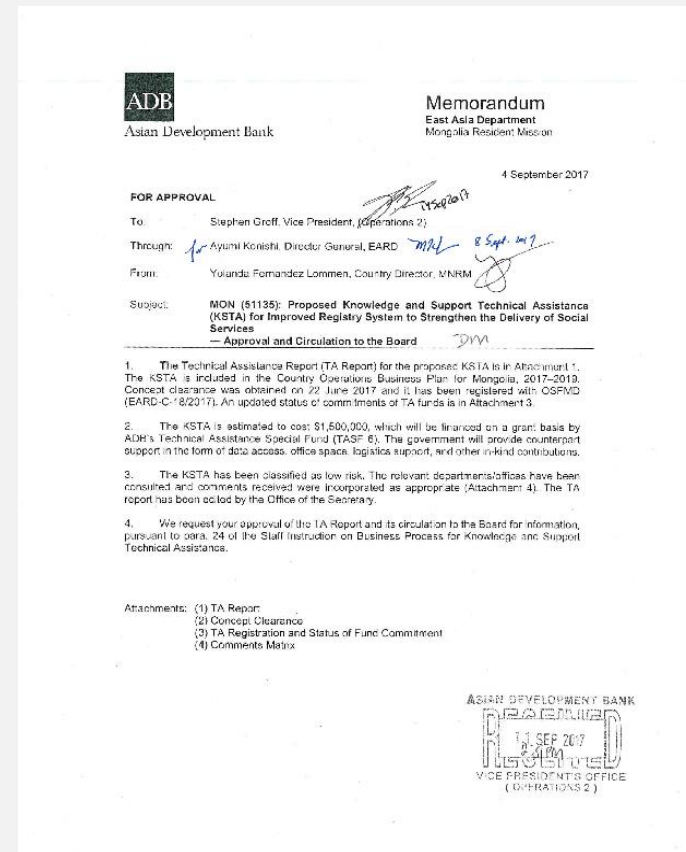 ADB
Asian Development Bank
Memorandum
East Asia Department
Mongolia Resident Mission
4 September 2017
FOR APPROVAL
14 Sep 2017
To: Stephen Groff, Vice President, (Operations 2)
Through: for Ayumi Konishi, Director General, EARD 8 Sept. 2017
From: Yolanda Fernandez Lommen, Country Director, MNRM
Subject: MON (51135): Proposed Knowledge and Support Technical Assistance
(KSTA) for Improved Registry System to Strengthen the Delivery of Social
Services
— Approval and Circulation to the Board
1. The Technical Assistance Report (TA Report) for the proposed KSTA is in Attachment 1.
The KSTA is included in the Country Operations Business Plan for Mongolia, 2017–2019.
Concept clearance was obtained on 22 June 2017 and it has been registered with OSFMD
(EARD-C-18/2017). An updated status of commitments of TA funds is in Attachment 3.
2. The KSTA is estimated to cost $1,500,000, which will be financed on a grant basis by
ADB's Technical Assistance Special Fund (TASF 6). The government will provide counterpart
support in the form of data access, office space, logistics support, and other in-kind contributions.
3. The KSTA has been classified as low risk. The relevant departments/offices have been
consulted and comments received were incorporated as appropriate (Attachment 4). The TA
report has been edited by the Office of the Secretary.
4. We request your approval of the TA Report and its circulation to the Board for information,
pursuant to para. 24 of the Staff Instruction on Business Process for Knowledge and Support
Technical Assistance.
Attachments: (1) TA Report
(2) Concept Clearance
(3) TA Registration and Status of Fund Commitment
(4) Comments Matrix
ASIAN DEVELOPMENT BANK
RECEIVED
11 SEP 2017
VICE PRESIDENT'S OFFICE
( OPERATIONS 2 )